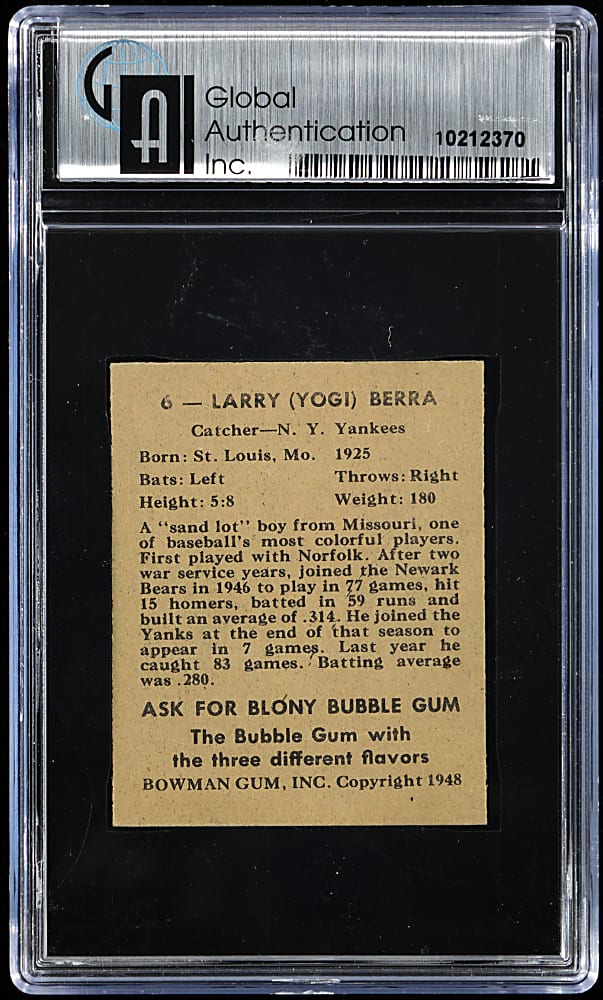 GA
Global
Authentication
Inc.
10212370
6 — LARRY (YOGI) BERRA
Catcher—N. Y. Yankees
Born: St. Louis, Mo. 1925
Bats: Left Throws: Right
Height: 5:8 Weight: 180
A "sand lot" boy from Missouri, one
of baseball's most colorful players.
First played with Norfolk. After two
war service years, joined the Newark
Bears in 1946 to play in 77 games, hit
15 homers, batted in 59 runs and
built an average of .314. He joined the
Yanks at the end of that season to
appear in 7 games. Last year he
caught 83 games. Batting average
was .280.
ASK FOR BLONY BUBBLE GUM
The Bubble Gum with
the three different flavors
BOWMAN GUM, INC. Copyright 1948